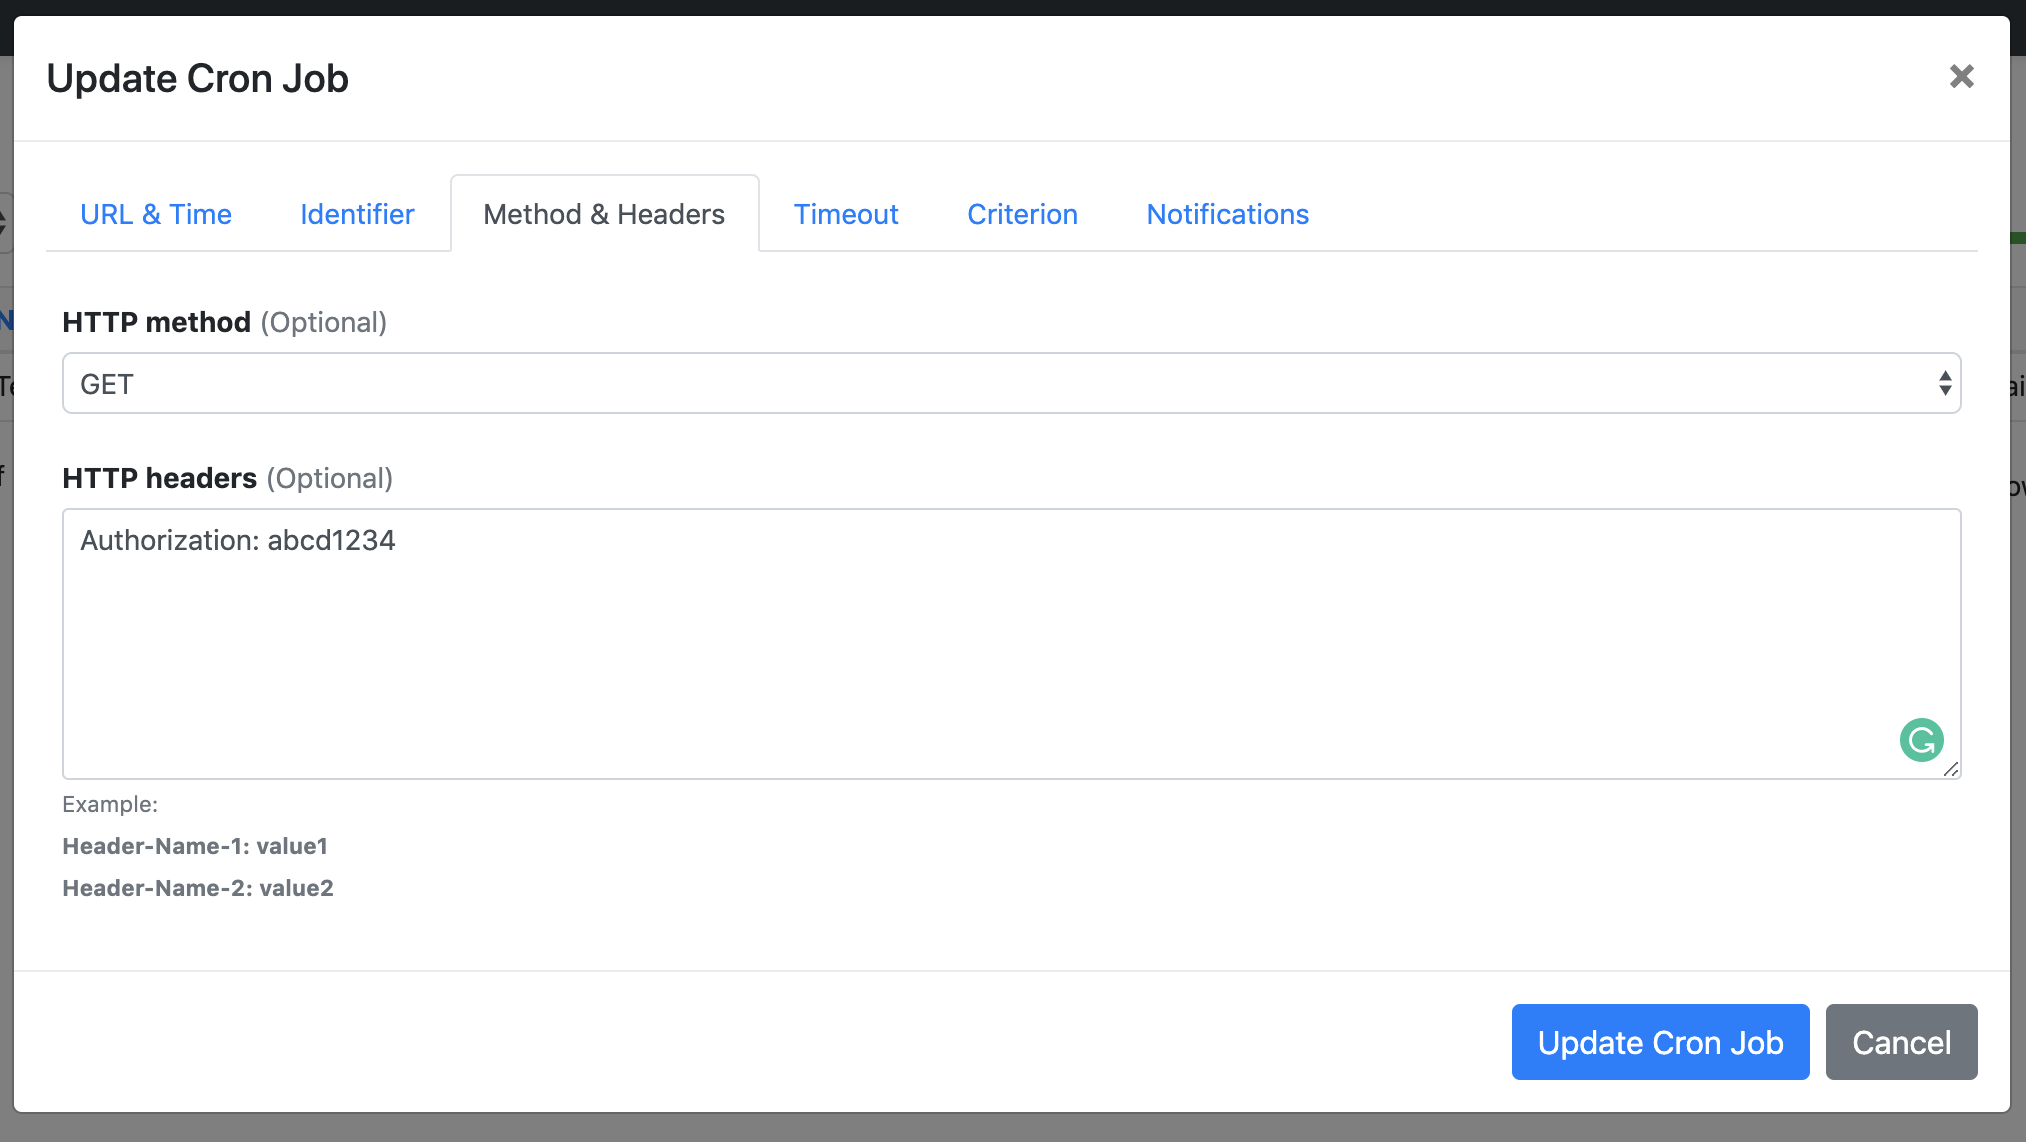 Update Cron Job
URL & Time Identifier Method & Headers Timeout Criterion Notifications
HTTP method (Optional)
GET
HTTP headers (Optional)
Authorization: abcd1234
Example:
Header-Name-1: value1
Header-Name-2: value2
Update Cron Job Cancel